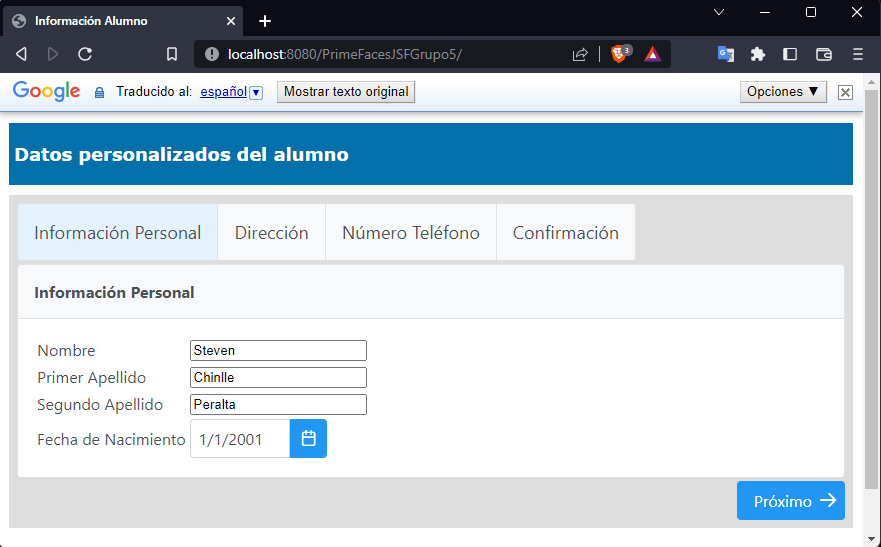 Información Alumno
localhost:8080/PrimeFacesJSFGrupo5/
3
Google Traducido al: español Mostrar texto original Opciones ▼
Datos personalizados del alumno
Información Personal Dirección Número Teléfono Confirmación
Información Personal
Nombre Steven
Primer Apellido Chinlle
Segundo Apellido Peralta
Fecha de Nacimiento 1/1/2001
Próximo